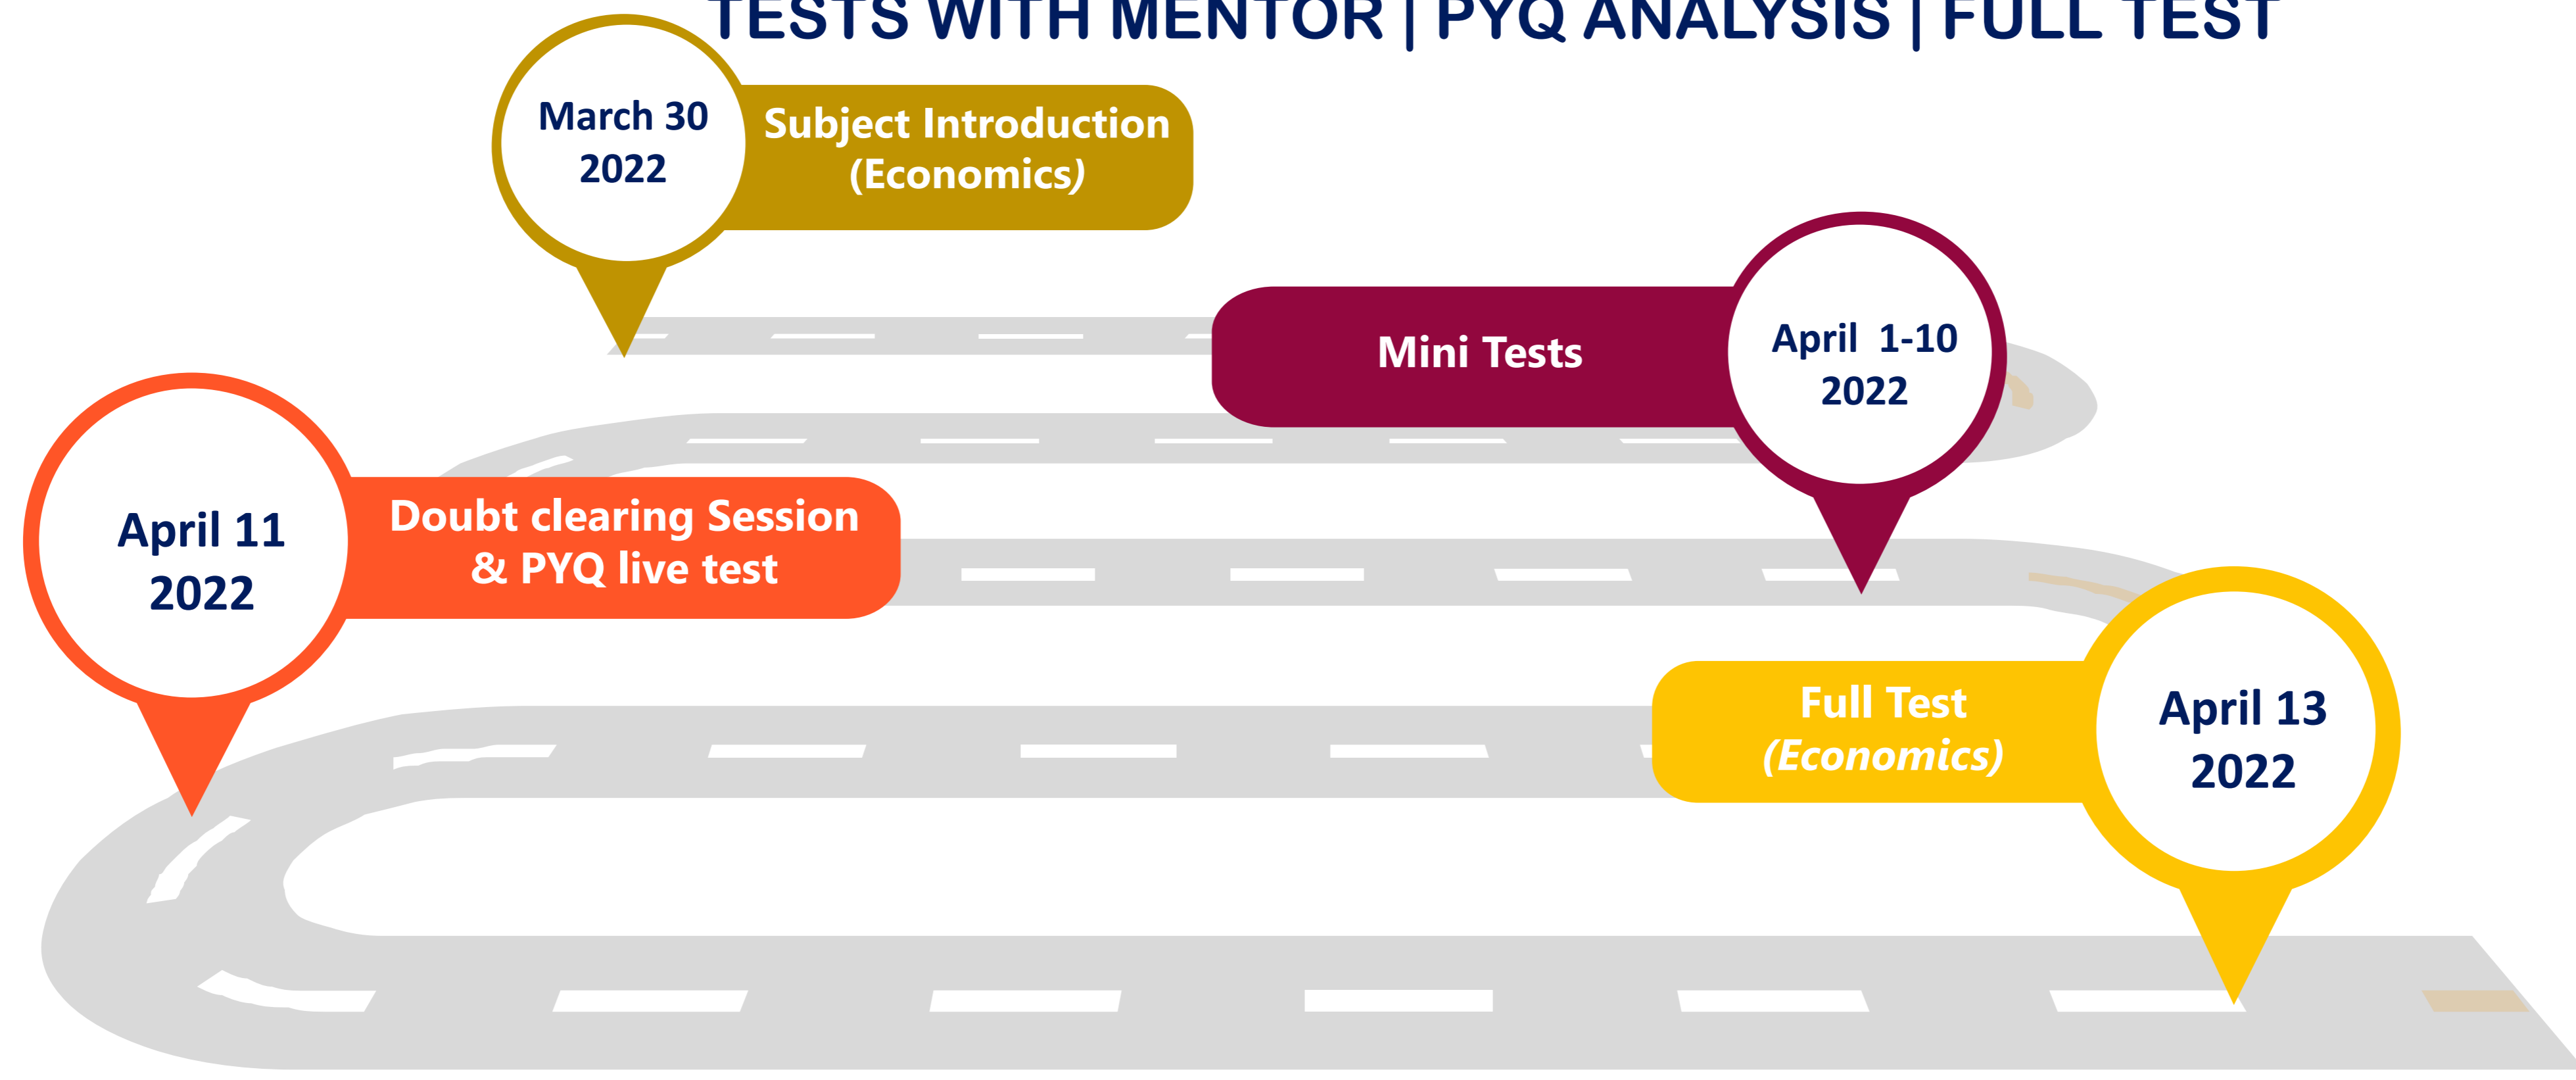 TESTS WITH MENTOR | PYQ ANALYSIS | FULL TEST
March 30
2022
Subject Introduction
(Economics)
Mini Tests
April 1-10
2022
April 11
2022
Doubt clearing Session
& PYQ live test
Full Test
(Economics)
April 13
2022